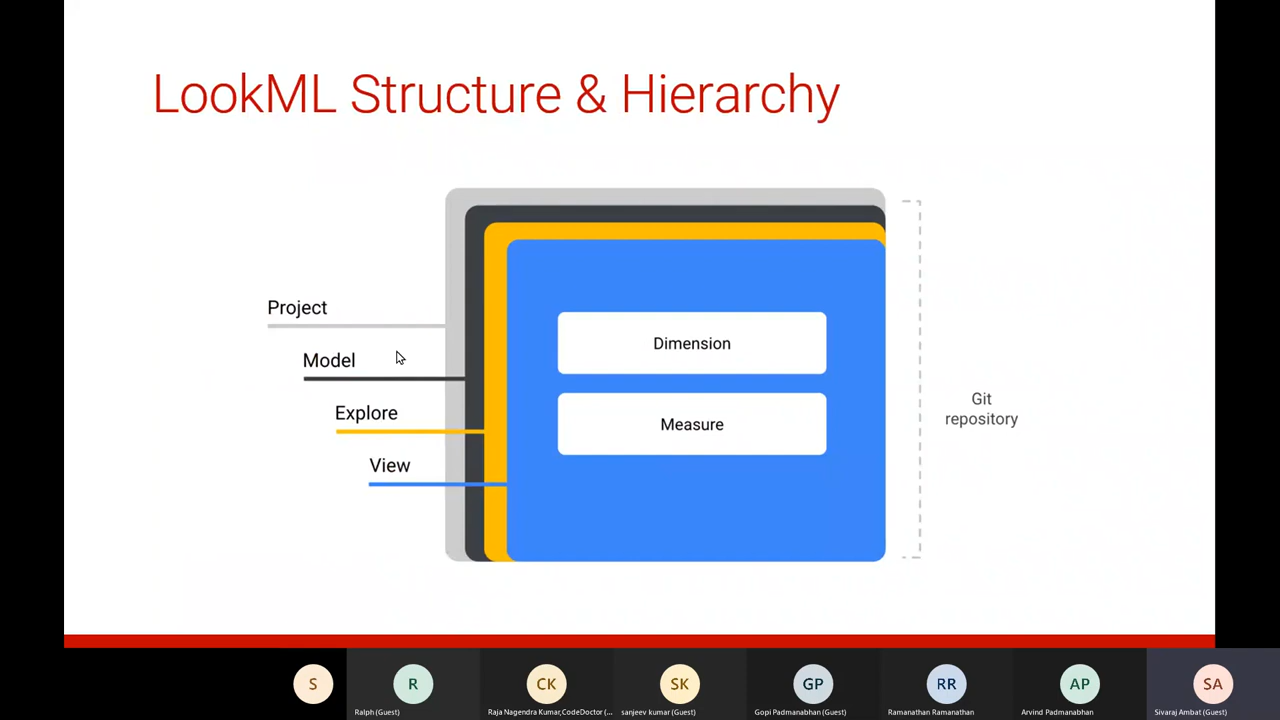 LookML Structure & Hierarchy
Project
Model
Explore
View
Dimension
Measure
Git
repository
S
R
CK
SK
GP
RR
AP
SA
Ralph (Guest)
Raja Nagendra Kumar,CodeDoctor (...
sanjeev kumar (Guest)
Gopi Padmanabhan (Guest)
Ramanathan Ramanathan
Arvind Padmanabhan
Sivaraj Ambat (Guest)